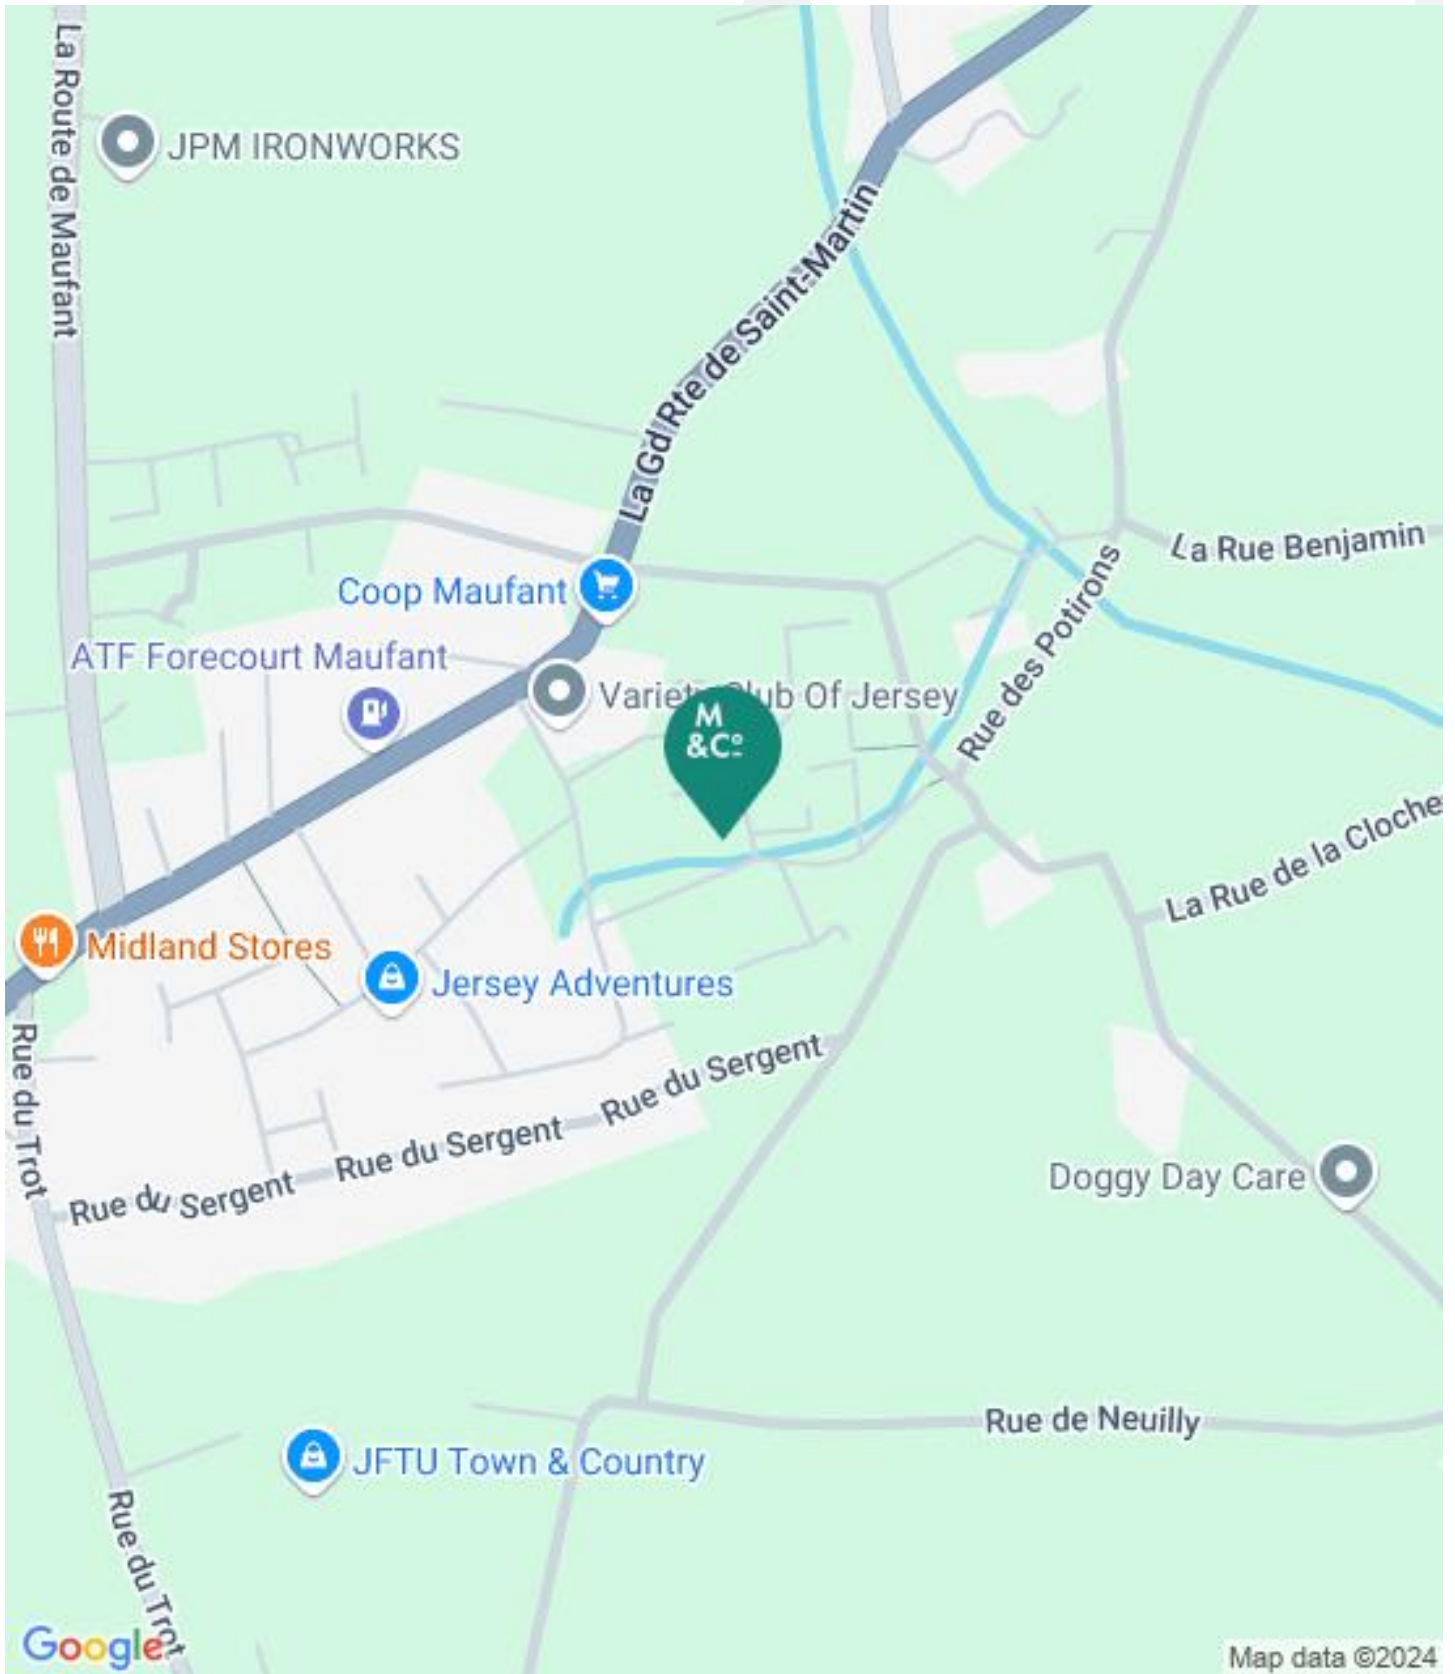 La Route de Maufant
JPM IRONWORKS
La Gd Rte de Saint-Martin
La Rue Benjamin
Coop Maufant
ATF Forecourt Maufant
Variety Club Of Jersey
M
&Cº
Rue des Potirons
La Rue de la Cloche
Midland Stores
Jersey Adventures
Rue du Trot
Rue du Sergent
Rue du Sergent
Rue du Sergent
Doggy Day Care
Rue de Neuilly
JFTU Town & Country
Rue du Trot
Google
Map data ©2024